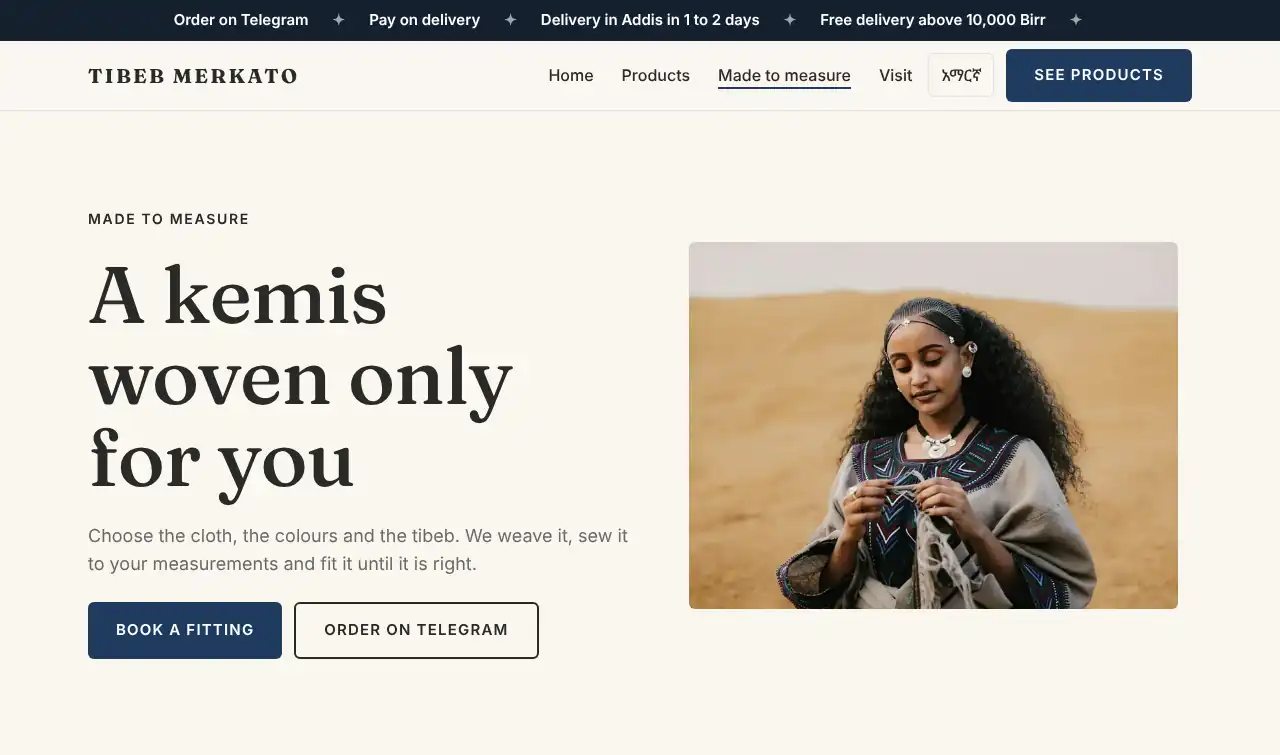 Order on Telegram ✦ Pay on delivery ✦ Delivery in Addis in 1 to 2 days ✦ Free delivery above 10,000 Birr ✦
TIBEB MERKATO Home Products Made to measure Visit አማርኛ SEE PRODUCTS
MADE TO MEASURE
A kemis
woven only
for you
Choose the cloth, the colours and the tibeb. We weave it, sew it
to your measurements and fit it until it is right.
BOOK A FITTING ORDER ON TELEGRAM